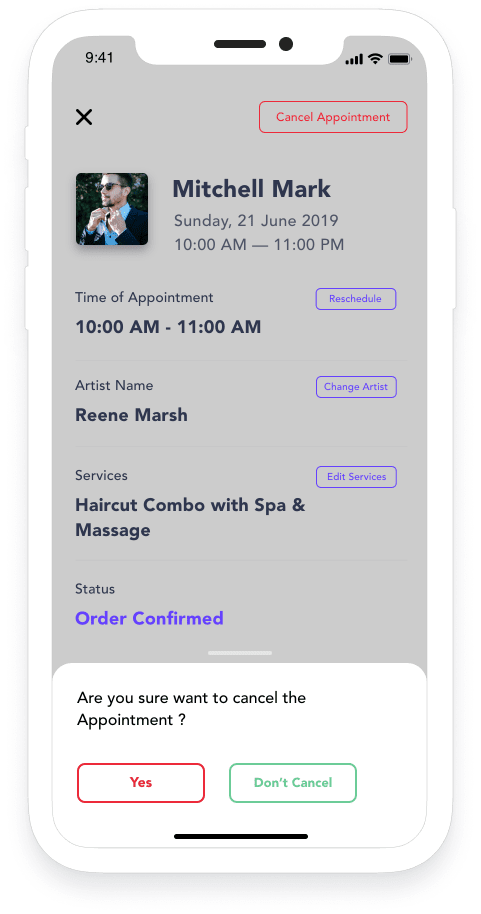 9:41
Cancel Appointment
Mitchell Mark
Sunday, 21 June 2019
10:00 AM — 11:00 PM
Time of Appointment
Reschedule
10:00 AM - 11:00 AM
Artist Name
Change Artist
Reene Marsh
Services
Edit Services
Haircut Combo with Spa &
Massage
Status
Order Confirmed
Are you sure want to cancel the
Appointment ?
Yes
Don't Cancel